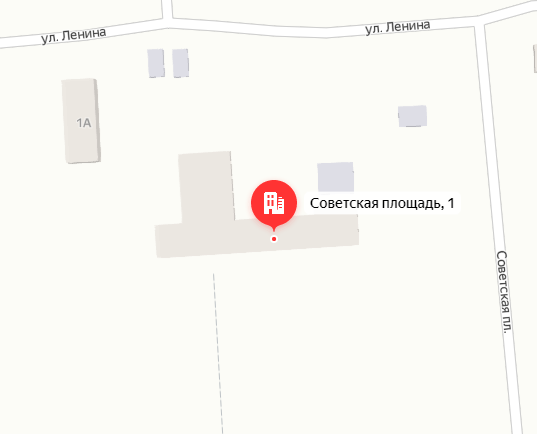 ул. Ленина
ул. Ленина
1А
Советская площадь, 1
Советская пл.